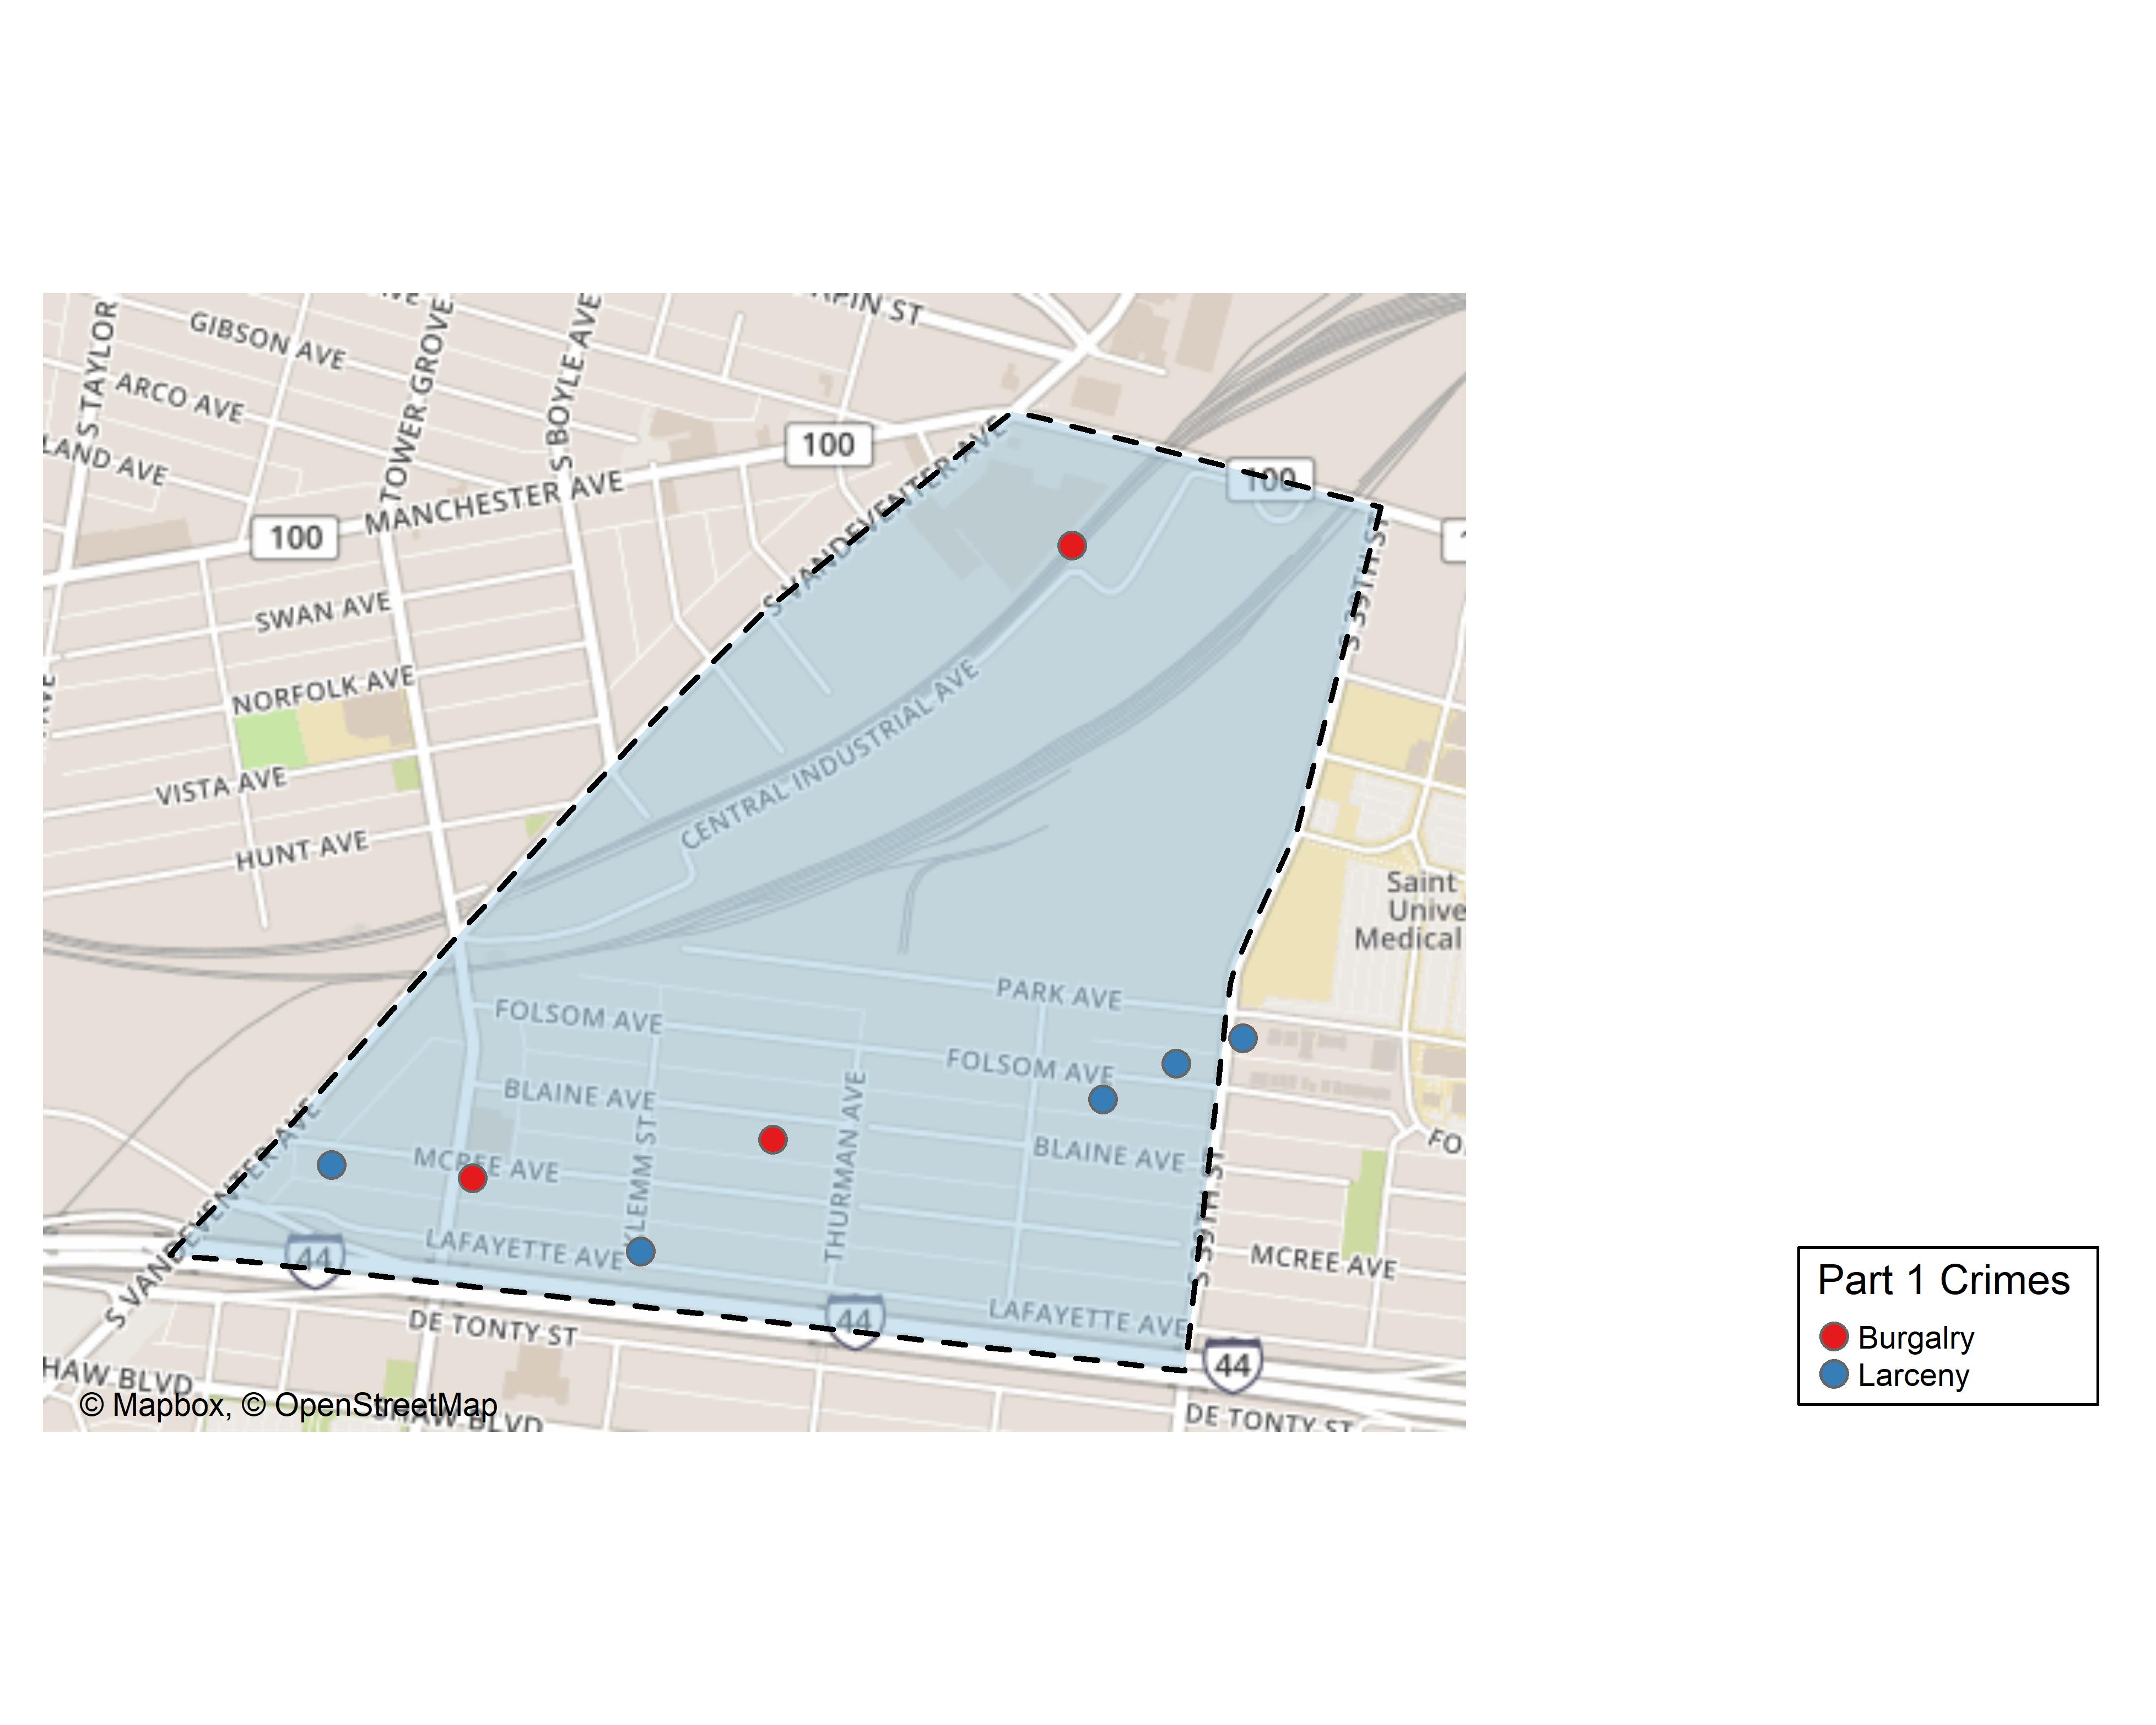 GIBSON AVE
ARCO AVE
S TAYLOR
TOWER GROVE
S BOYLE AVE
LAND AVE
100
MANCHESTER AVE
100
S VANDEVENTER AVE
100
S 39TH ST
SWAN AVE
NORFOLK AVE
VISTA AVE
HUNT AVE
CENTRAL INDUSTRIAL AVE
Saint
Unive
Medical
PARK AVE
FOLSOM AVE
FOLSOM AVE
BLAINE AVE
BLAINE AVE
MCREE AVE
KLEMM ST
THURMAN AVE
S VANDEVENTER AVE
S 39TH ST
FO
LAFAYETTE AVE
MCREE AVE
44
44
LAFAYETTE AVE
44
DE TONTY ST
DE TONTY ST
S VAN
HAW BLVD
SHAW BLVD
© Mapbox, © OpenStreetMap
Part 1 Crimes
Burgalry
Larceny